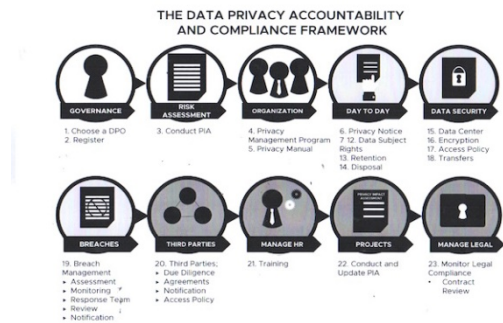 THE DATA PRIVACY ACCOUNTABILITY
AND COMPLIANCE FRAMEWORK
GOVERNANCE
1. Choose a DPO
2. Register
RISK
ASSESSMENT
3. Conduct PIA
ORGANIZATION
4. Privacy
Management Program
5. Privacy Manual
DAY TO DAY
6. Privacy Notice
7 12. Data Subject
Rights
13. Retention
14. Disposal
DATA SECURITY
15. Data Center
16. Encryption
17. Access Policy
18. Transfers
BREACHES
19. Breach
Management
▸ Assessment
▸ Monitoring
▸ Response Team
▸ Review
▸ Notification
THIRD PARTIES
20. Third Parties;
▸ Due Diligence
▸ Agreements
▸ Notification
▸ Access Policy
MANAGE HR
21. Training
PRIVACY IMPACT
ASSESSMENT
PROJECTS
22. Conduct and
Update PIA
MANAGE LEGAL
23. Monitor Legal
Compliance
• Contract
Review